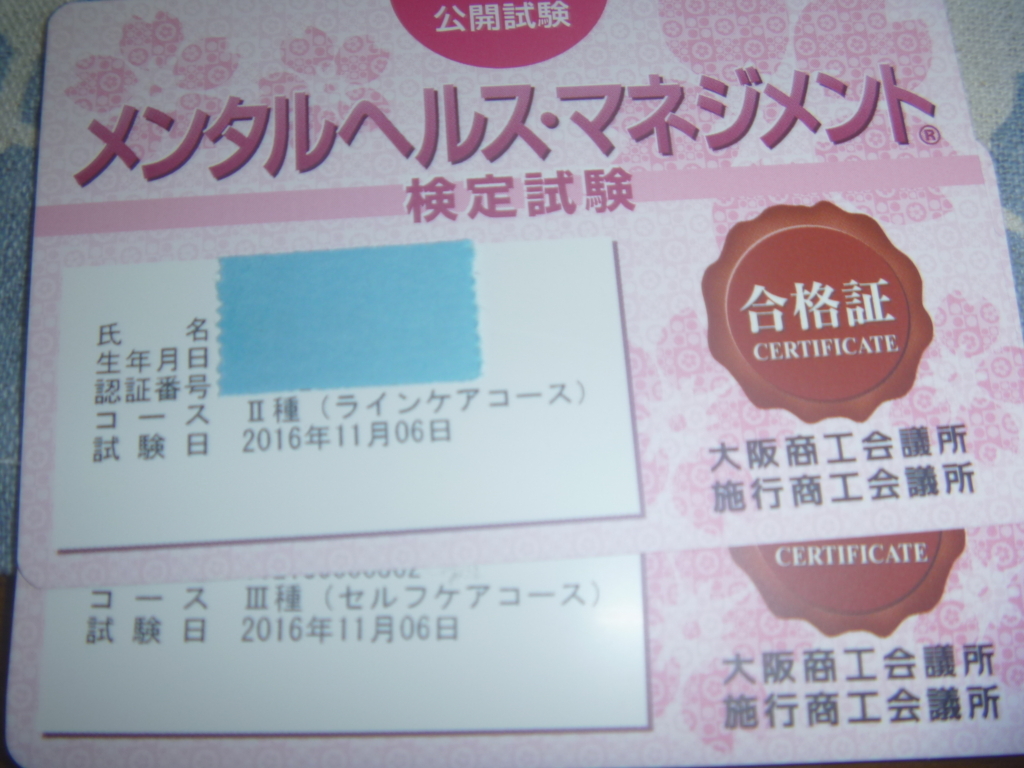 公開試験
メンタルヘルス・マネジメント®
検定試験
氏名
生年月日
認証番号
コース Ⅱ種（ラインケアコース）
試験日 2016年11月06日
合格証
CERTIFICATE
大阪商工会議所
施行商工会議所
コース Ⅲ種（セルフケアコース）
試験日 2016年11月06日
CERTIFICATE
大阪商工会議所
施行商工会議所